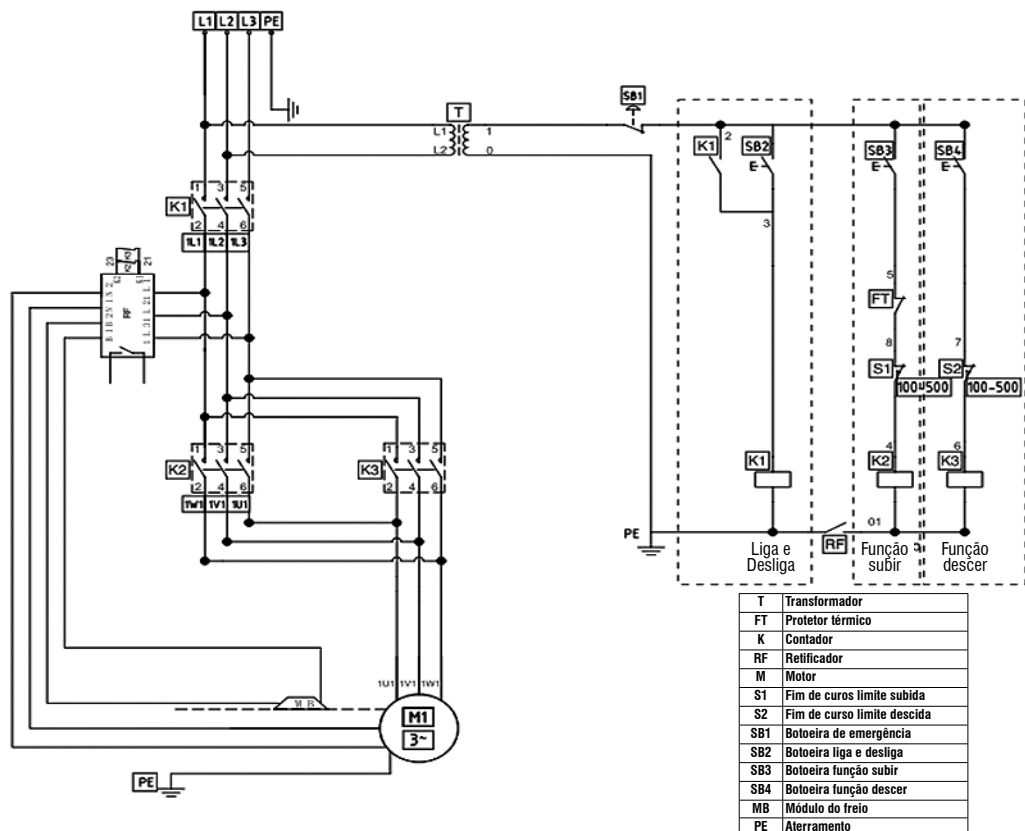 L1 L2 L3 PE
SB1
T
L1 1
L2 0
2
K1 SB2 SB3 SB4
E E E
3
1 3 5
K1
2 4 6
1L1 1L2 1L3
23 21
K3
K2
RF
5
FT
8 7
S1 S2
100-500 100-500
1 3 5 1 3 5
K2 K3
2 4 6 2 4 6
1W1 1V1 1U1
4 6
K1 K2 K3
01
PE
RF
Liga e
Desliga
Função
subir
Função
descer
1U1 1V1 1W1
MB
M1
3~
PE
T Transformador
FT Protetor térmico
K Contador
RF Retificador
M Motor
S1 Fim de curos limite subida
S2 Fim de curso limite descida
SB1 Botoeira de emergência
SB2 Botoeira liga e desliga
SB3 Botoeira função subir
SB4 Botoeira função descer
MB Módulo do freio
PE Aterramento